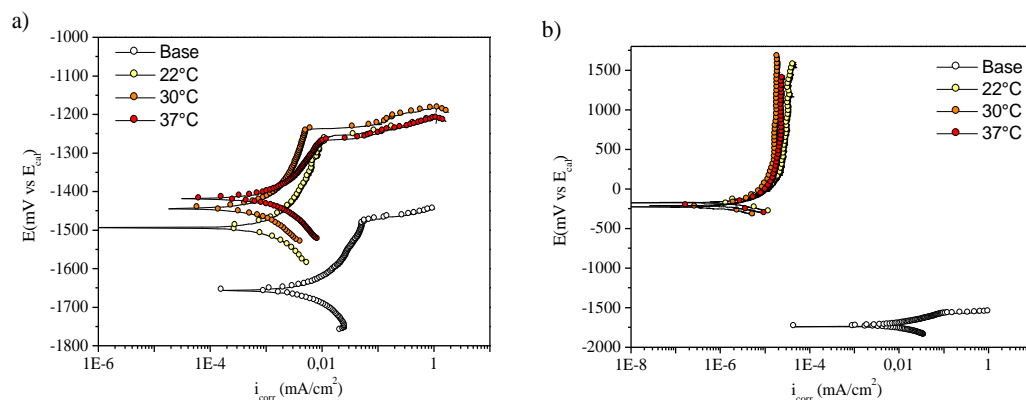 a)
-1000
-1100
-1200
-1300
-1400
-1500
-1600
-1700
-1800
E(mV vs E_cal)
Base
22°C
30°C
37°C
1E-6
1E-4
0,01
1
i_corr (mA/cm²)
b)
1500
1000
500
0
-500
-1000
-1500
-2000
E(mV vs E_cal)
Base
22°C
30°C
37°C
1E-8
1E-6
1E-4
0,01
1
i_corr (mA/cm²)